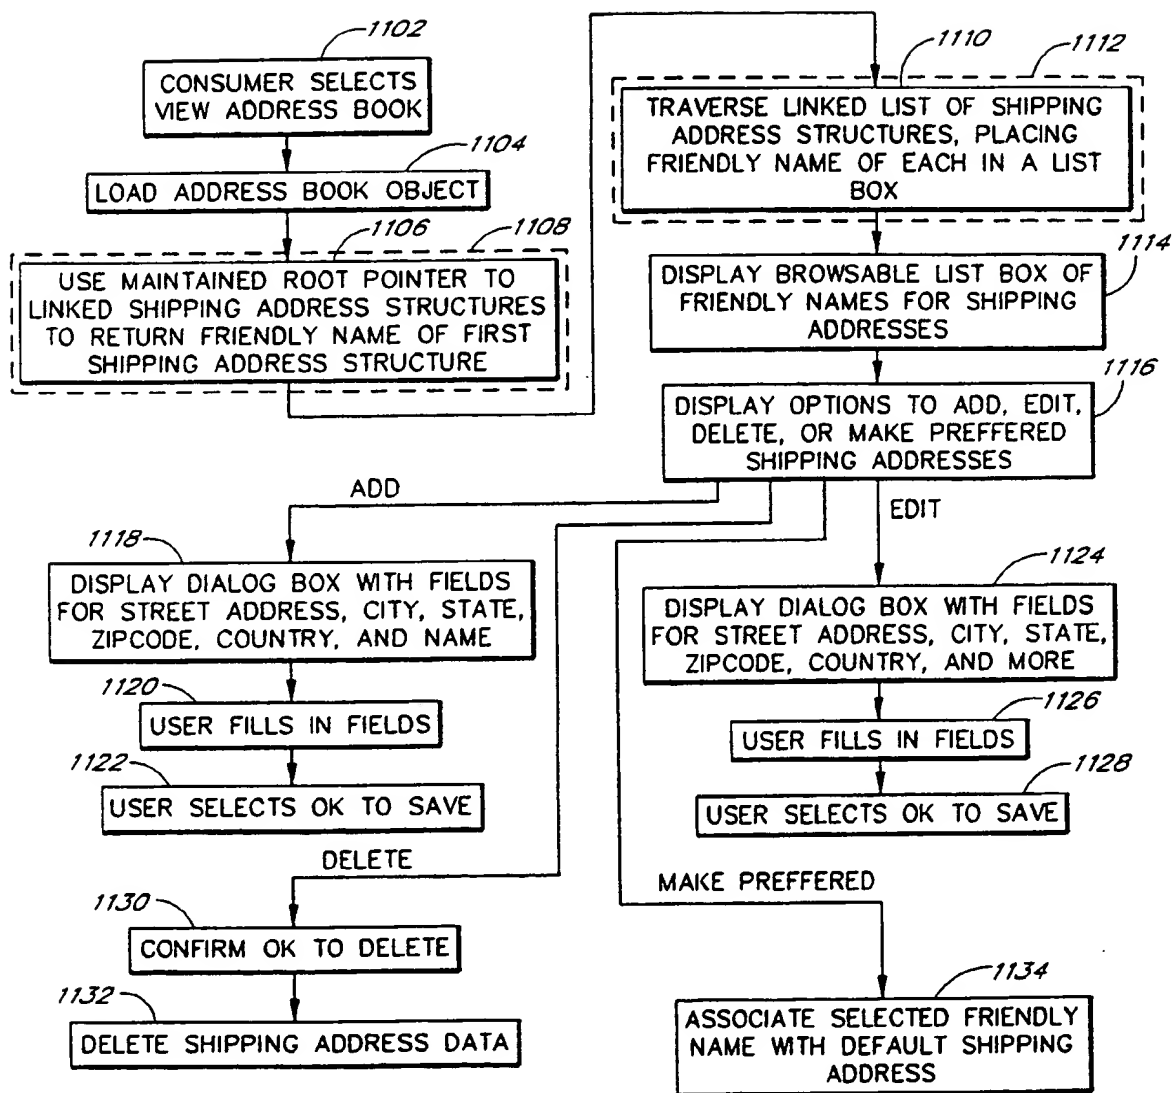 1102
CONSUMER SELECTS
VIEW ADDRESS BOOK
1104
LOAD ADDRESS BOOK OBJECT
1106
1108
USE MAINTAINED ROOT POINTER TO
LINKED SHIPPING ADDRESS STRUCTURES
TO RETURN FRIENDLY NAME OF FIRST
SHIPPING ADDRESS STRUCTURE
1110
1112
TRAVERSE LINKED LIST OF SHIPPING
ADDRESS STRUCTURES, PLACING
FRIENDLY NAME OF EACH IN A LIST
BOX
1114
DISPLAY BROWSABLE LIST BOX OF
FRIENDLY NAMES FOR SHIPPING
ADDRESSES
1116
DISPLAY OPTIONS TO ADD, EDIT,
DELETE, OR MAKE PREFFERED
SHIPPING ADDRESSES
ADD
1118
DISPLAY DIALOG BOX WITH FIELDS
FOR STREET ADDRESS, CITY, STATE,
ZIPCODE, COUNTRY, AND NAME
1120
USER FILLS IN FIELDS
1122
USER SELECTS OK TO SAVE
EDIT
1124
DISPLAY DIALOG BOX WITH FIELDS
FOR STREET ADDRESS, CITY, STATE,
ZIPCODE, COUNTRY, AND MORE
1126
USER FILLS IN FIELDS
1128
USER SELECTS OK TO SAVE
DELETE
1130
CONFIRM OK TO DELETE
1132
DELETE SHIPPING ADDRESS DATA
MAKE PREFFERED
1134
ASSOCIATE SELECTED FRIENDLY
NAME WITH DEFAULT SHIPPING
ADDRESS